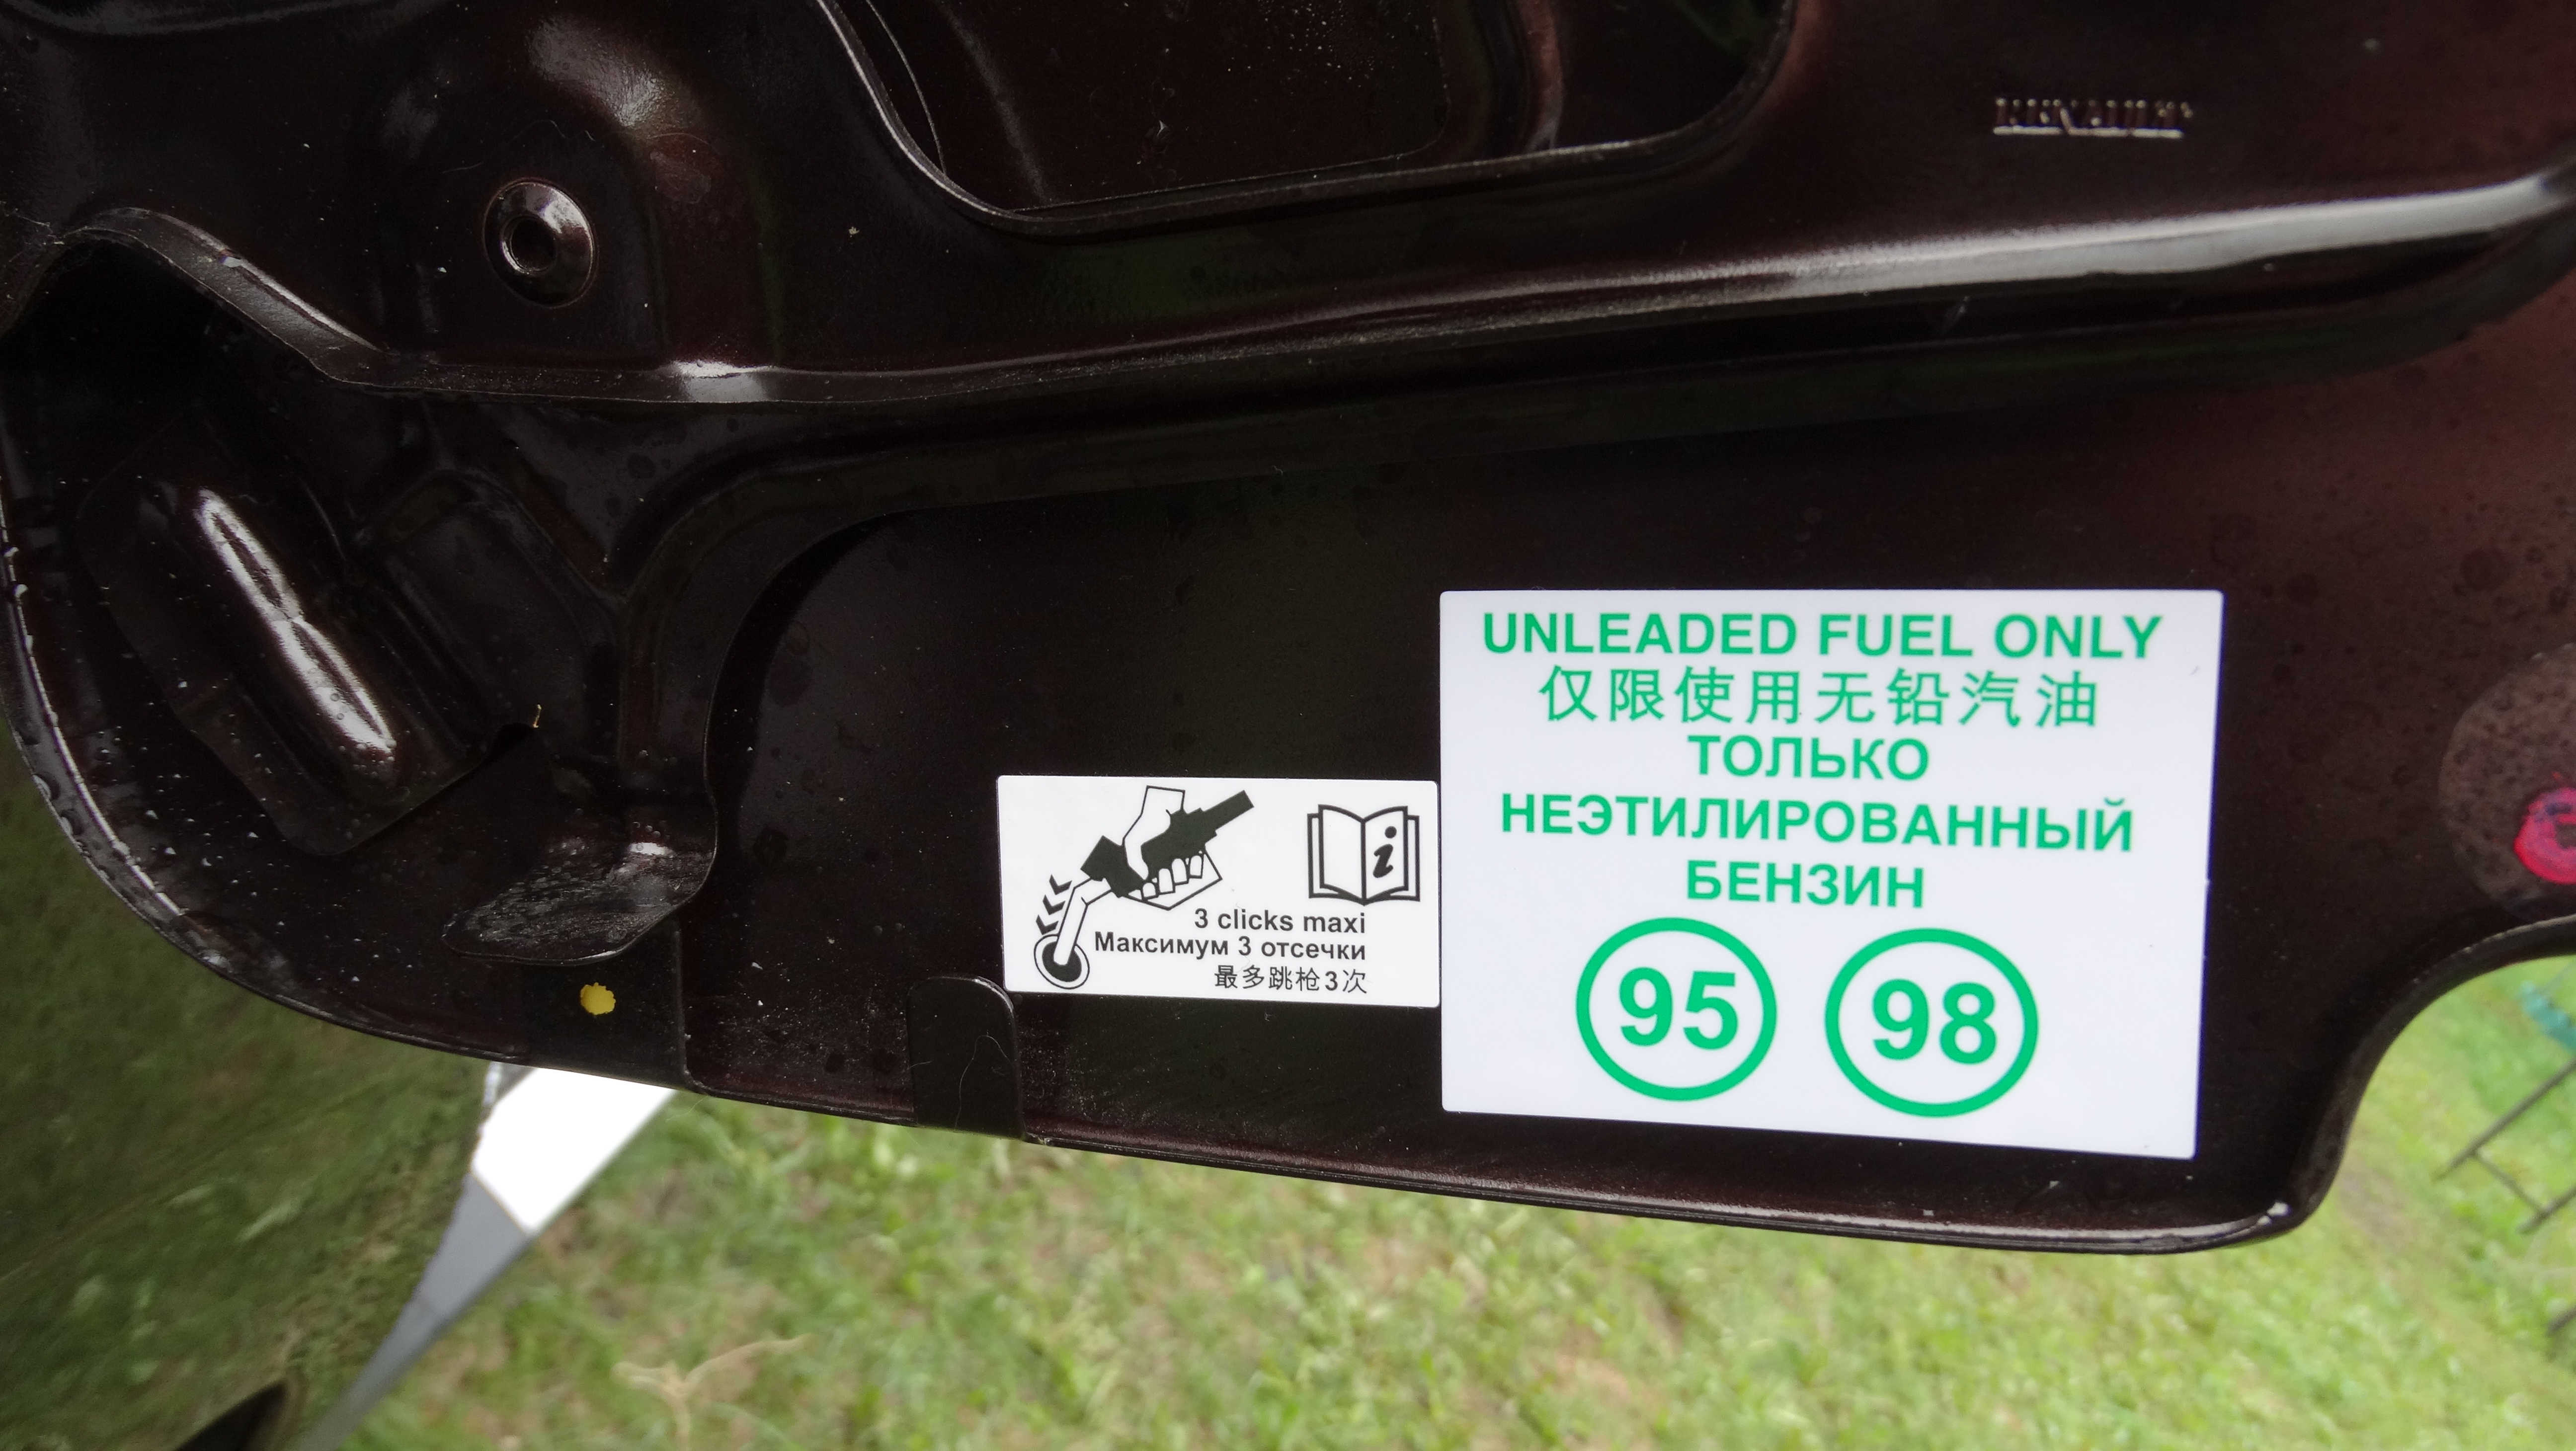 RENAULT
UNLEADED FUEL ONLY
仅限使用无铅汽油
ТОЛЬКО
НЕЭТИЛИРОВАННЫЙ
БЕНЗИН
95 98
i
3 clicks maxi
Максимум 3 отсечки
最多跳枪3次